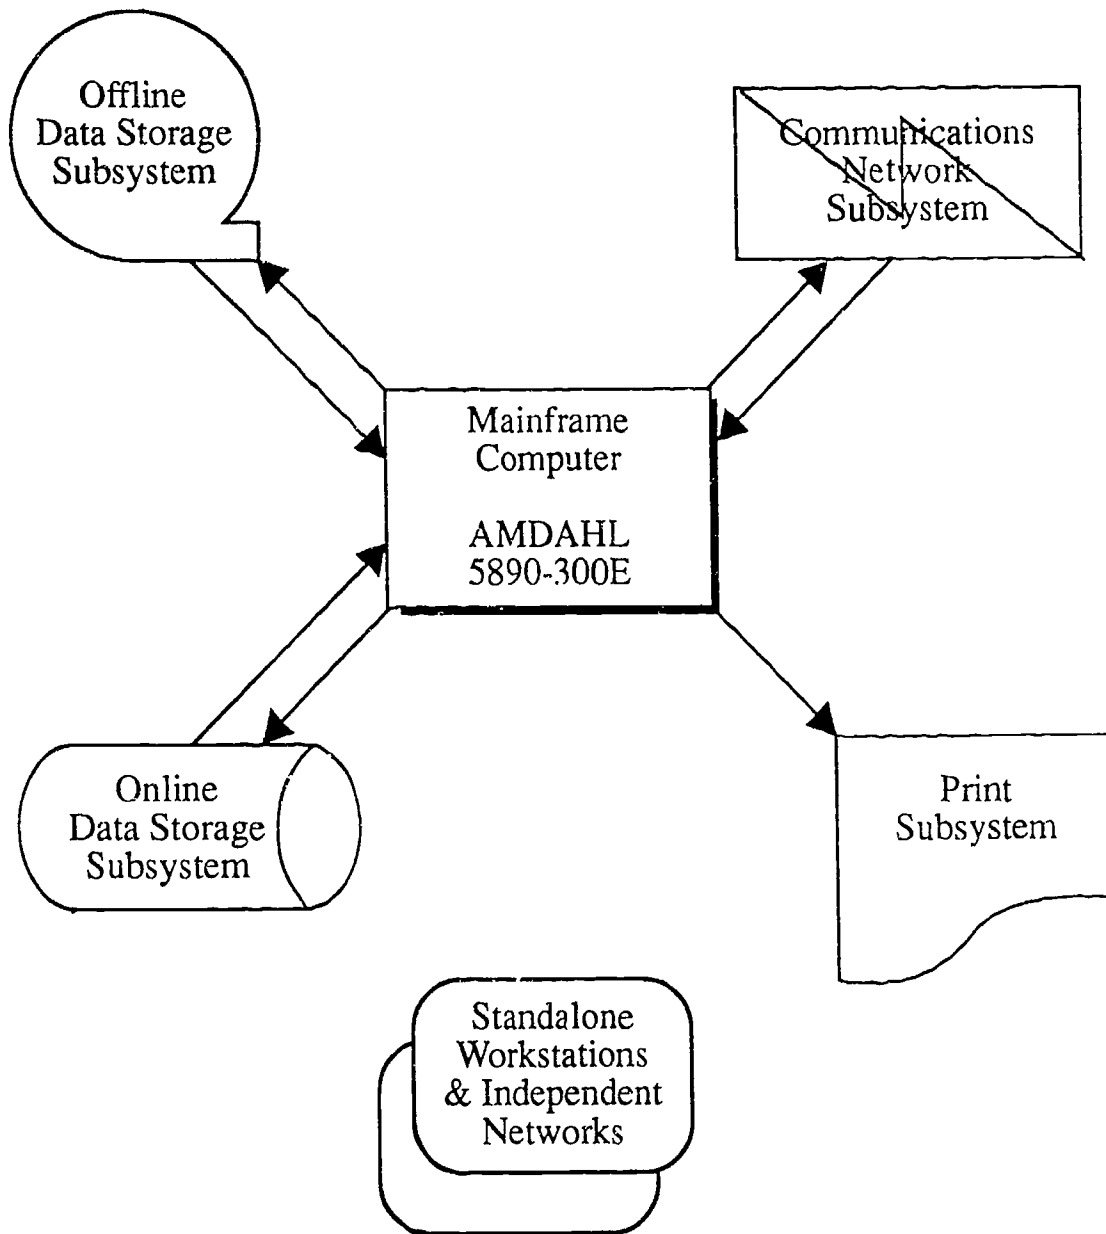 Offline
Data Storage
Subsystem
Communications
Network
Subsystem
Mainframe
Computer
AMDAHL
5890-300E
Online
Data Storage
Subsystem
Print
Subsystem
Standalone
Workstations
& Independent
Networks